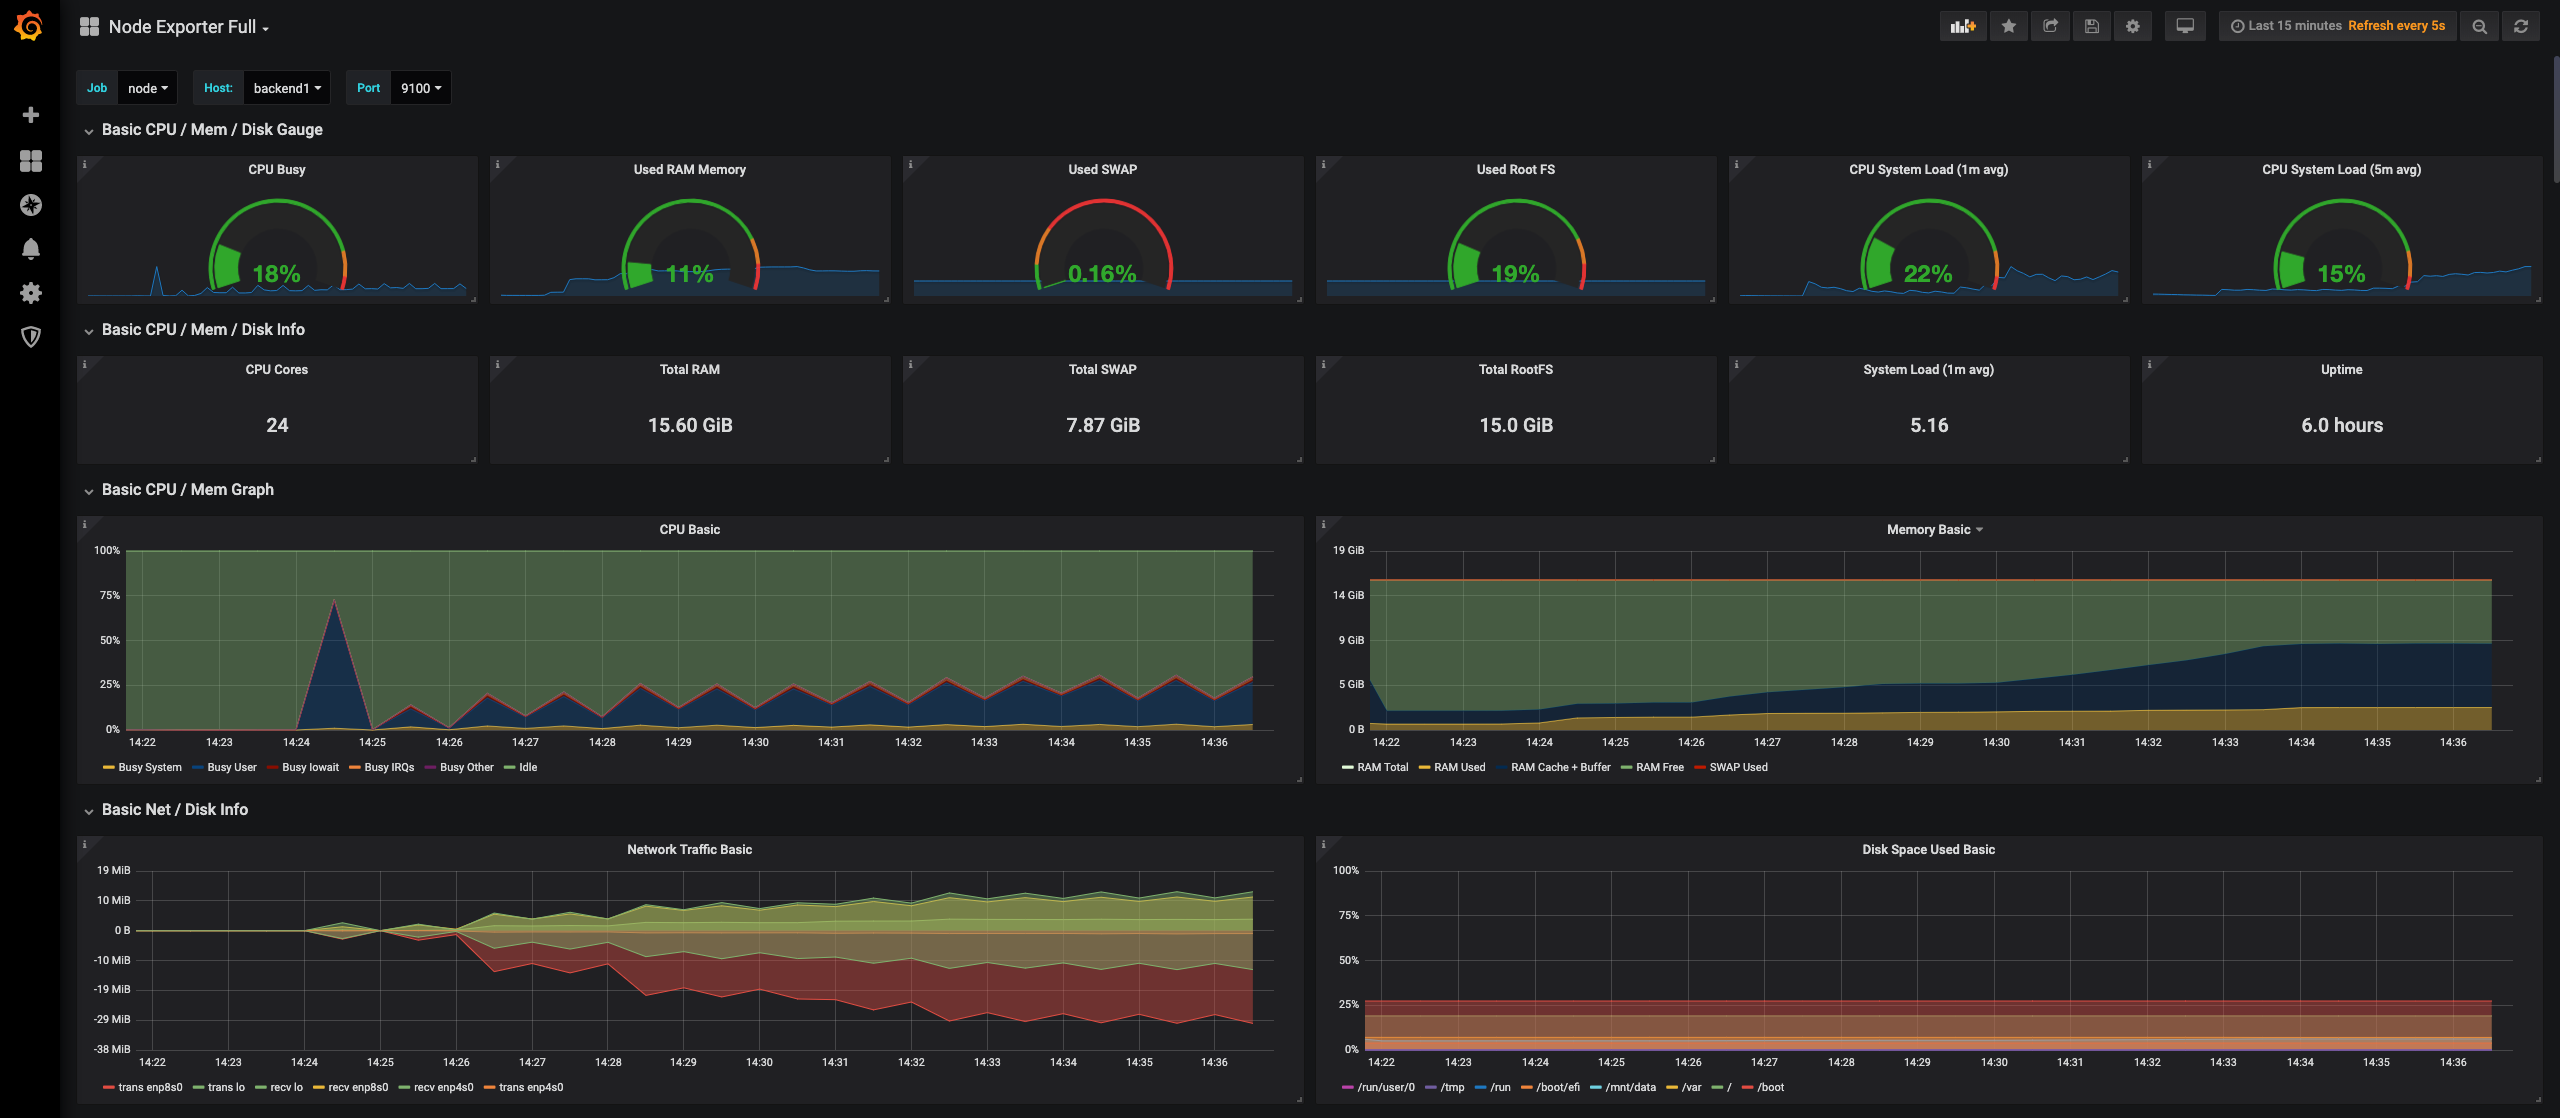 Node Exporter Full
Last 15 minutes Refresh every 5s
Job node Host: backend1 Port 9100
Basic CPU / Mem / Disk Gauge
CPU Busy
18%
Used RAM Memory
11%
Used SWAP
0.16%
Used Root FS
19%
CPU System Load (1m avg)
22%
CPU System Load (5m avg)
15%
Basic CPU / Mem / Disk Info
CPU Cores
24
Total RAM
15.60 GiB
Total SWAP
7.87 GiB
Total RootFS
15.0 GiB
System Load (1m avg)
5.16
Uptime
6.0 hours
Basic CPU / Mem Graph
CPU Basic
100%
75%
50%
25%
0%
14:22 14:23 14:24 14:25 14:26 14:27 14:28 14:29 14:30 14:31 14:32 14:33 14:34 14:35 14:36
Busy System Busy User Busy Iowait Busy IRQs Busy Other Idle
Memory Basic
19 GiB
14 GiB
9 GiB
5 GiB
0 B
14:22 14:23 14:24 14:25 14:26 14:27 14:28 14:29 14:30 14:31 14:32 14:33 14:34 14:35 14:36
RAM Total RAM Used RAM Cache + Buffer RAM Free SWAP Used
Basic Net / Disk Info
Network Traffic Basic
19 MiB
10 MiB
0 B
-10 MiB
-19 MiB
-29 MiB
-38 MiB
14:22 14:23 14:24 14:25 14:26 14:27 14:28 14:29 14:30 14:31 14:32 14:33 14:34 14:35 14:36
trans enp8s0 trans lo recv lo recv enp8s0 recv enp4s0 trans enp4s0
Disk Space Used Basic
100%
75%
50%
25%
0%
14:22 14:23 14:24 14:25 14:26 14:27 14:28 14:29 14:30 14:31 14:32 14:33 14:34 14:35 14:36
/run/user/0 /tmp /run /boot/efi /mnt/data /var / /boot